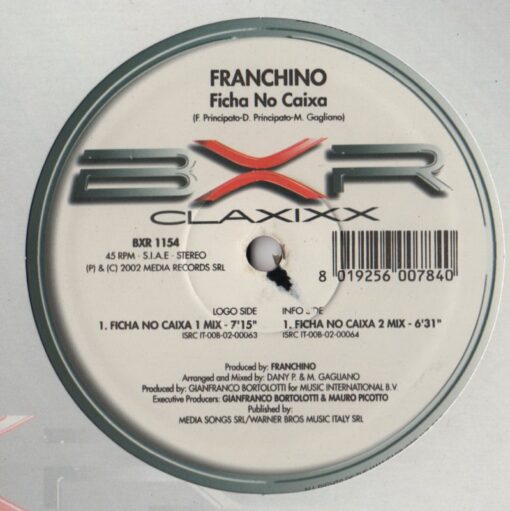 FRANCHINO
Ficha No Caixa
(F. Principato-D. Principato-M. Gagliano)
BXR
CLAXIXX
BXR 1154
45 RPM - S.I.A.E - STEREO
(P) & (C) 2002 MEDIA RECORDS SRL
8 019256 007840
LOGO SIDE
1. FICHA NO CAIXA 1 MIX - 7'15"
ISRC IT-00B-02-00063
INFO
1. FICHA NO CAIXA 2 MIX - 6'31"
ISRC IT-00B-02-00064
Produced by: FRANCHINO
Arranged and Mixed by: DANY P. & M. GAGLIANO
Produced by: GIANFRANCO BORTOLOTTI for MUSIC INTERNATIONAL B.V
Executive Producers: GIANFRANCO BORTOLOTTI & MAURO PICOTTO
Published by:
MEDIA SONGS SRL/WARNER BROS MUSIC ITALY SRL